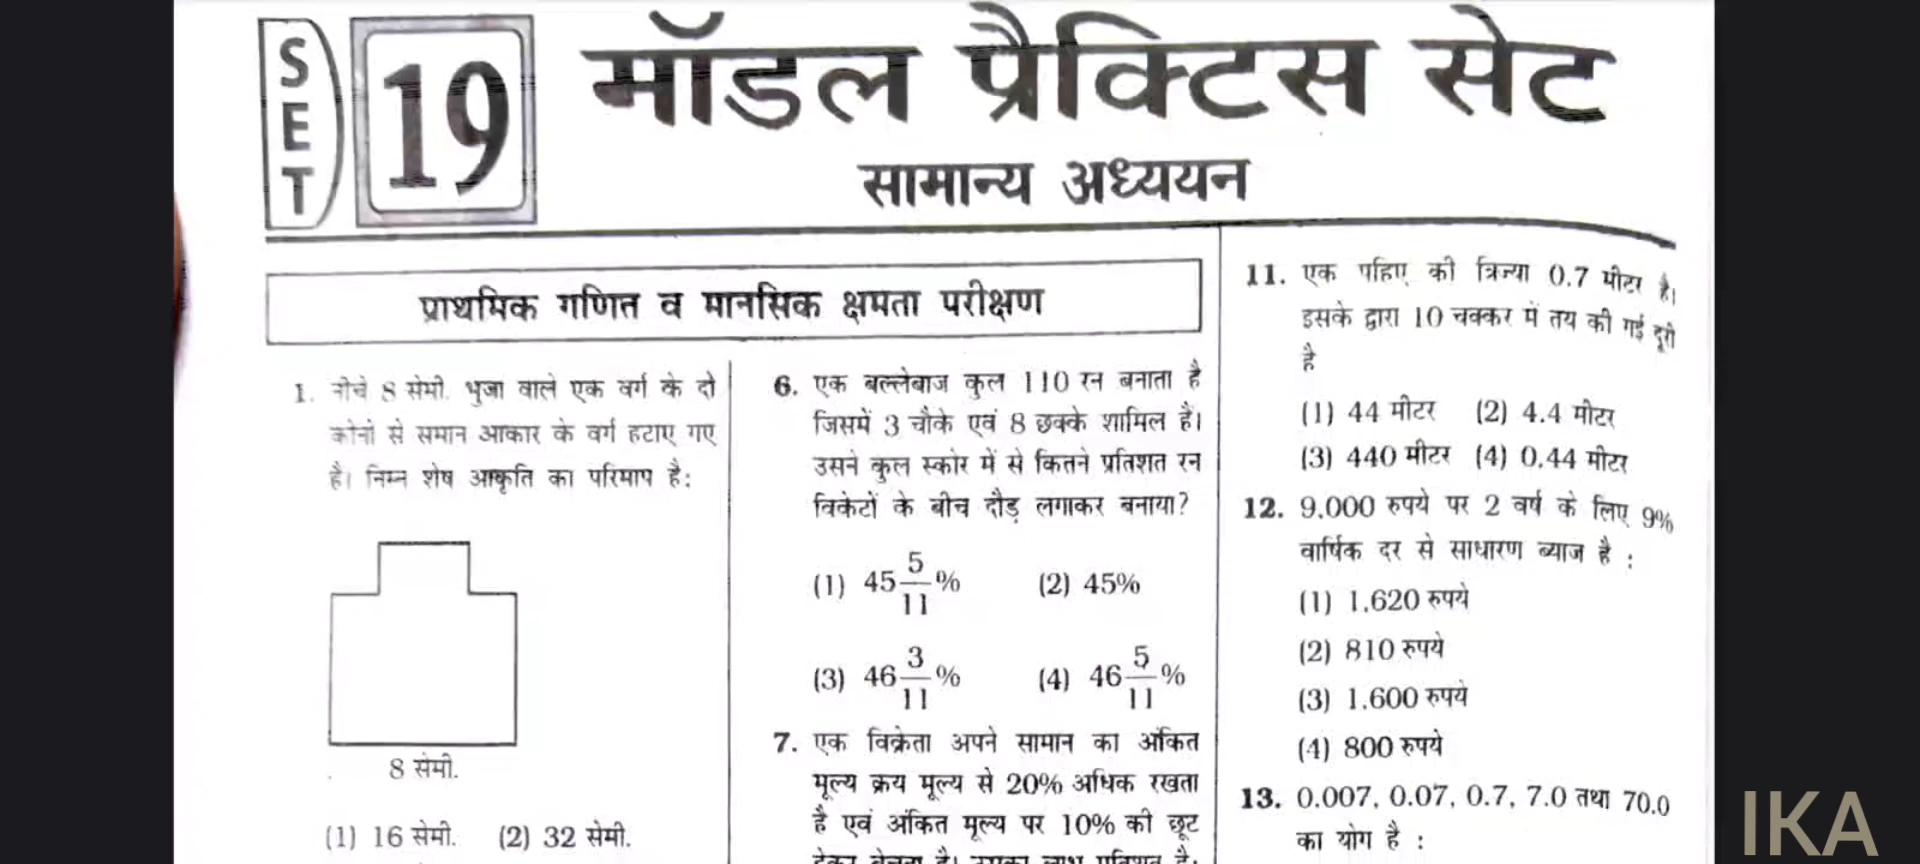 SET
19
मॉडल प्रैक्टिस सेट
सामान्य अध्ययन
प्राथमिक गणित व मानसिक क्षमता परीक्षण
1. नीचे 8 सेमी. भुजा वाले एक वर्ग के दो
कोनों से समान आकार के वर्ग हटाए गए
है। निम्न शेष आकृति का परिमाप है:
8 सेमी.
(1) 16 सेमी. (2) 32 सेमी.
6. एक बल्लेबाज कुल 110 रन बनाता है
जिसमें 3 चौके एवं 8 छक्के शामिल हैं।
उसने कुल स्कोर में से कितने प्रतिशत रन
विकेटों के बीच दौड़ लगाकर बनाया?
(1) 45 5/11 % (2) 45%
(3) 46 3/11 % (4) 46 5/11 %
7. एक विक्रेता अपने सामान का अंकित
मूल्य क्रय मूल्य से 20% अधिक रखता
है एवं अंकित मूल्य पर 10% की छूट
11. एक पहिए की त्रिज्या 0.7 मीटर है।
इसके द्वारा 10 चक्कर में तय की गई दूरी
है
(1) 44 मीटर (2) 4.4 मीटर
(3) 440 मीटर (4) 0.44 मीटर
12. 9,000 रुपये पर 2 वर्ष के लिए 9%
वार्षिक दर से साधारण ब्याज है :
(1) 1,620 रुपये
(2) 810 रुपये
(3) 1,600 रुपये
(4) 800 रुपये
13. 0.007, 0.07, 0.7, 7.0 तथा 70.0
का योग है :
IKA